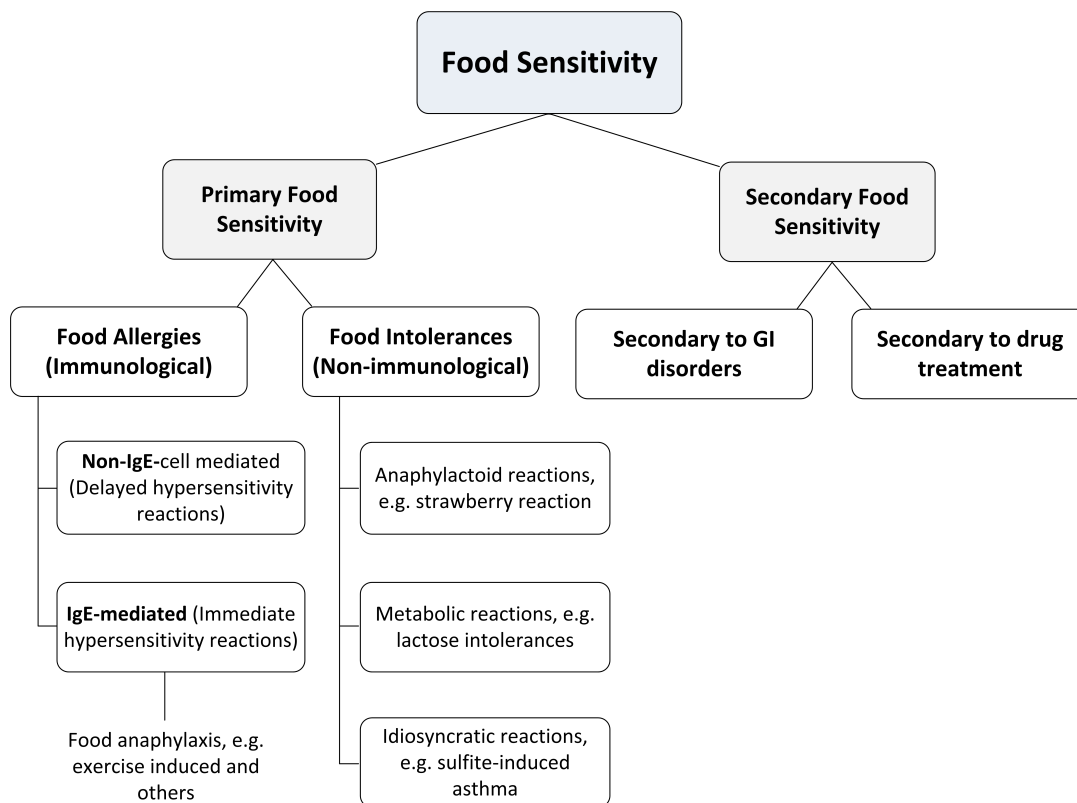 Food Sensitivity
Primary Food
Sensitivity
Secondary Food
Sensitivity
Food Allergies
(Immunological)
Food Intolerances
(Non-immunological)
Secondary to GI
disorders
Secondary to drug
treatment
Non-IgE-cell mediated
(Delayed hypersensitivity
reactions)
IgE-mediated (Immediate
hypersensitivity reactions)
Food anaphylaxis, e.g.
exercise induced and
others
Anaphylactoid reactions,
e.g. strawberry reaction
Metabolic reactions, e.g.
lactose intolerances
Idiosyncratic reactions,
e.g. sulfite-induced
asthma